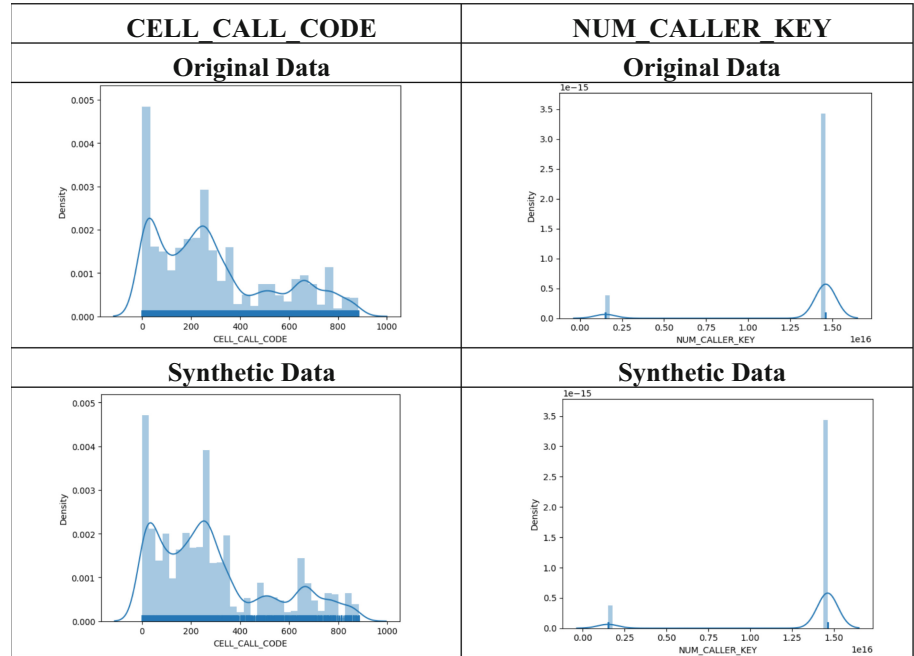 CELL_CALL_CODE NUM_CALLER_KEY
Original Data Original Data
0.005
0.004
0.003
0.002
0.001
0.000
Density
0 200 400 600 800 1000
CELL_CALL_CODE
1e−15
3.5
3.0
2.5
2.0
1.5
1.0
0.5
0.0
Density
0.00 0.25 0.50 0.75 1.00 1.25 1.50
1e16
NUM_CALLER_KEY
Synthetic Data Synthetic Data
0.005
0.004
0.003
0.002
0.001
0.000
Density
0 200 400 600 800 1000
CELL_CALL_CODE
1e−15
3.5
3.0
2.5
2.0
1.5
1.0
0.5
0.0
Density
0.00 0.25 0.50 0.75 1.00 1.25 1.50
1e16
NUM_CALLER_KEY